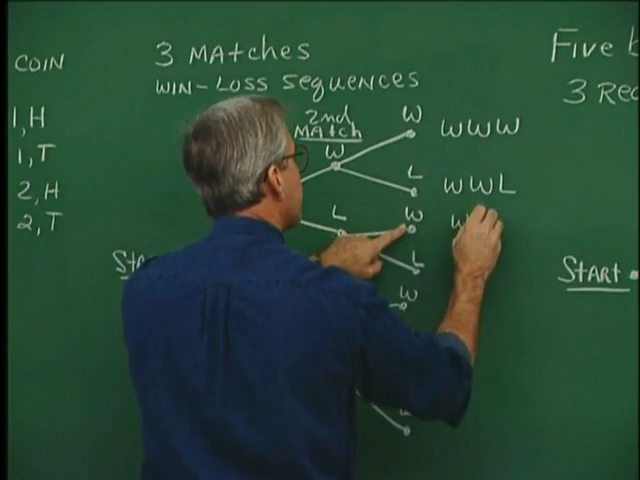 COIN
1,H
1,T
2,H
2,T
3 MAtches
WIN-LOSS Sequences
2nd
MAtch
W
L
W
L
W
L
W
WWW
WWL
W
Five
3 Rec
START